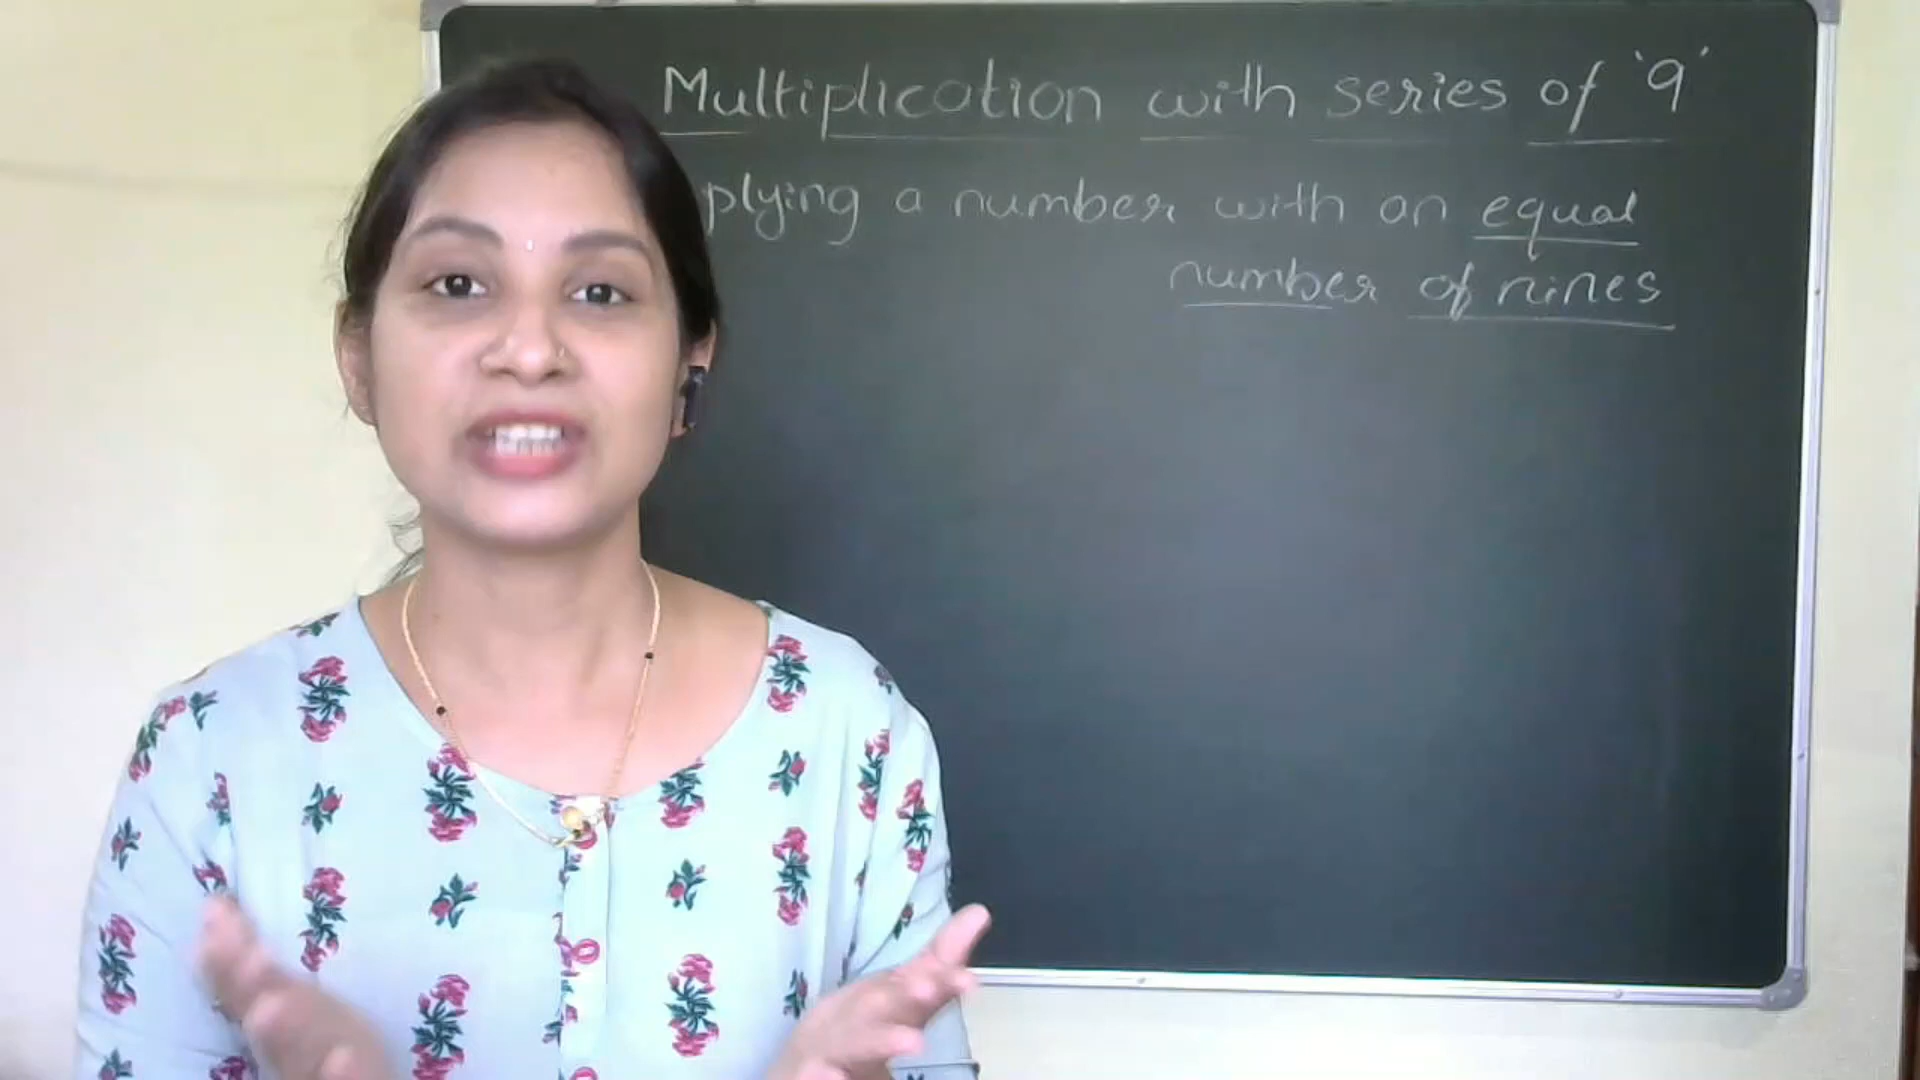 Multiplication with series of '9'
plying a number with an equal
number of nines